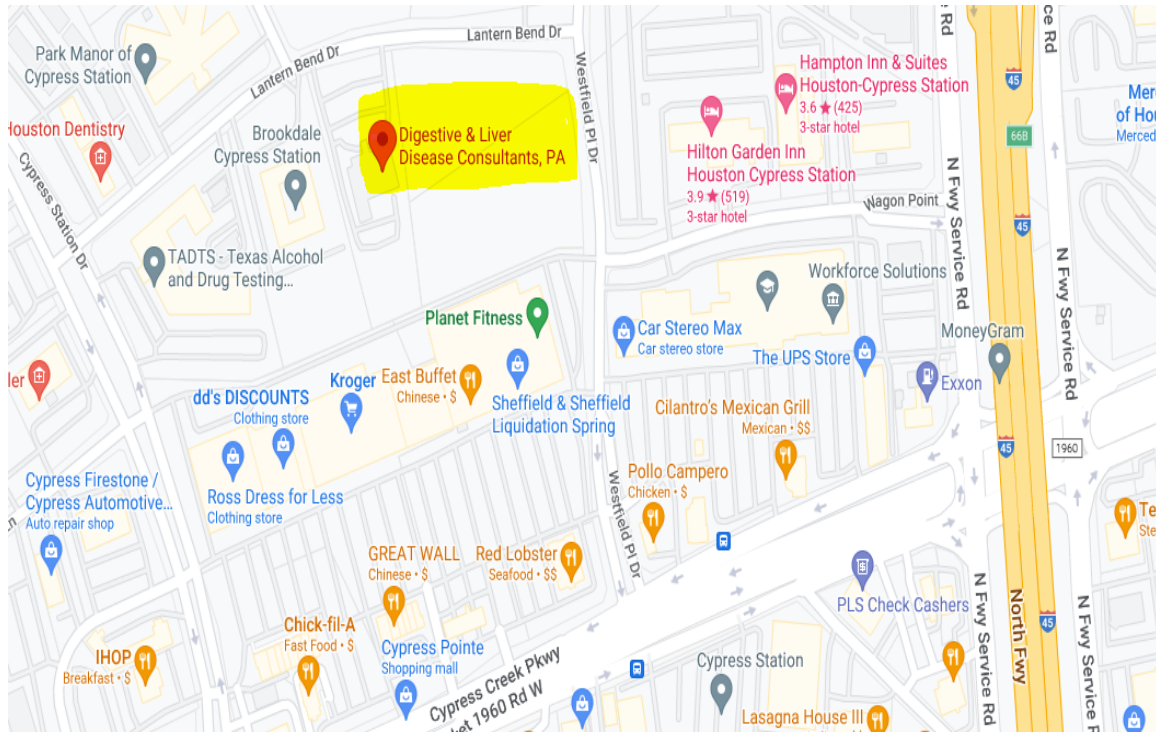 Lantern Bend Dr
Park Manor of
Cypress Station
Lantern Bend Dr
Westfield Pl Dr
Hampton Inn & Suites
Houston-Cypress Station
3.6 ★ (425)
3-star hotel
N Fwy Service Rd
45
66B
Houston Dentistry
Brookdale
Cypress Station
Digestive & Liver
Disease Consultants, PA
Hilton Garden Inn
Houston Cypress Station
3.9 ★ (519)
3-star hotel
Wagon Point
45
Cypress Station Dr
TADTS - Texas Alcohol
and Drug Testing...
Workforce Solutions
N Fwy Service Rd
Planet Fitness
Car Stereo Max
Car stereo store
MoneyGram
The UPS Store
Exxon
Kroger
East Buffet
Chinese • $
dd's DISCOUNTS
Clothing store
Sheffield & Sheffield
Liquidation Spring
Cilantro's Mexican Grill
Mexican • $$
45
1960
Cypress Firestone /
Cypress Automotive...
Auto repair shop
Ross Dress for Less
Clothing store
Pollo Campero
Chicken • $
Westfield Pl Dr
GREAT WALL
Chinese • $
Red Lobster
Seafood • $$
PLS Check Cashers
N Fwy Service Rd
North Fwy
45
N Fwy Service R
Chick-fil-A
Fast Food • $
IHOP
Breakfast • $
Cypress Pointe
Shopping mall
Cypress Creek Pkwy
ket 1960 Rd W
Cypress Station
Lasagna House III